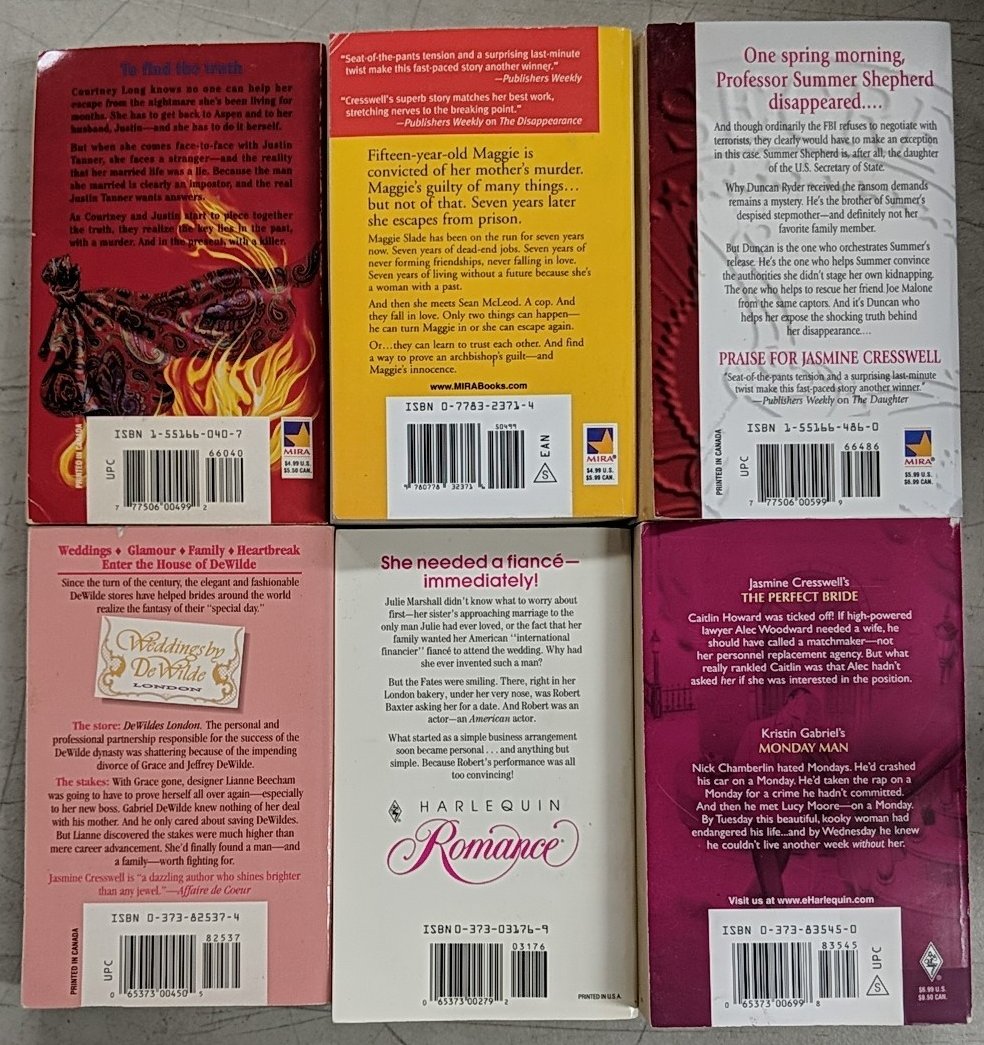 To find the truth
Courtney Long knows no one can help her
escape from the nightmare she's been living for
months. She has to get back to Aspen and to her
husband, Justin—and she has to do it herself.
But when she comes face-to-face with Justin
Tanner, she faces a stranger—and the reality
that her married life was a lie. Because the man
she married is clearly an impostor, and the real
Justin Tanner wants answers.
As Courtney and Justin start to piece together
the truth, they realize the key lies in the past,
with a murder. And in the present, with a killer.
PRINTED IN CANADA
UPC
ISBN 1-55166-040-7
66040
7 77506 00499 2
MIRA
$4.99 U.S.
$5.50 CAN.
"Seat-of-the-pants tension and a surprising last-minute
twist make this fast-paced story another winner."
—Publishers Weekly
"Cresswell's superb story matches her best work,
stretching nerves to the breaking point."
—Publishers Weekly on The Disappearance
Fifteen-year-old Maggie is
convicted of her mother's murder.
Maggie's guilty of many things…
but not of that. Seven years later
she escapes from prison.
Maggie Slade has been on the run for seven years
now. Seven years of dead-end jobs. Seven years of
never forming friendships, never falling in love.
Seven years of living without a future because she's
a woman with a past.
And then she meets Sean McLeod. A cop. And
they fall in love. Only two things can happen—
he can turn Maggie in or she can escape again.
Or…they can learn to trust each other. And find
a way to prove an archbishop's guilt—and
Maggie's innocence.
www.MIRABooks.com
ISBN 0-7783-2371-4
50499
9 780778 32371
S EAN
MIRA®
$4.99 U.S.
$5.99 CAN.
One spring morning,
Professor Summer Shepherd
disappeared....
And though ordinarily the FBI refuses to negotiate with
terrorists, they clearly would have to make an exception
in this case. Summer Shepherd is, after all, the daughter
of the U.S. Secretary of State.
Why Duncan Ryder received the ransom demands
remains a mystery. He's the brother of Summer's
despised stepmother—and definitely not her
favorite family member.
But Duncan is the one who orchestrates Summer's
release. He's the one who helps Summer convince
the authorities she didn't stage her own kidnapping.
The one who helps to rescue her friend Joe Malone
from the same captors. And it's Duncan who
helps her expose the shocking truth behind
her disappearance....
PRAISE FOR JASMINE CRESSWELL
"Seat-of-the-pants tension and a surprising last-minute
twist make this fast-paced story another winner."
—Publishers Weekly on The Daughter
PRINTED IN CANADA
UPC
ISBN 1-55166-486-0
66486
7 77506 00599 9
MIRA®
$5.99 U.S.
$6.99 CAN.
Weddings ♦ Glamour ♦ Family ♦ Heartbreak
Enter the House of DeWilde
Since the turn of the century, the elegant and fashionable
DeWilde stores have helped brides around the world
realize the fantasy of their "special day."
Weddings by
DeWilde
LONDON
The store: DeWildes London. The personal and
professional partnership responsible for the success of the
DeWilde dynasty was shattering because of the impending
divorce of Grace and Jeffrey DeWilde.
The stakes: With Grace gone, designer Lianne Beecham
was going to have to prove herself all over again—especially
to her new boss. Gabriel DeWilde knew nothing of her deal
with his mother. And he only cared about saving DeWildes.
But Lianne discovered the stakes were much higher than
mere career advancement. She'd finally found a man—and
a family—worth fighting for.
Jasmine Cresswell is "a dazzling author who shines brighter
than any jewel."—Affaire de Coeur
PRINTED IN CANADA
UPC
ISBN 0-373-82537-4
82537
0 65373 00450 5
She needed a fiancé—
immediately!
Julie Marshall didn't know what to worry about
first—her sister's approaching marriage to the
only man Julie had ever loved, or the fact that her
family wanted her American "international
financier" fiancé to attend the wedding. Why had
she ever invented such a man?
But the Fates were smiling. There, right in her
London bakery, under her very nose, was Robert
Baxter asking her for a date. And Robert was an
actor—an American actor.
What started as a simple business arrangement
soon became personal . . . and anything but
simple. Because Robert's performance was all
too convincing!
HARLEQUIN
Romance®
ISBN 0-373-03176-9
03176
0 65373 00279 2
PRINTED IN U.S.A.
Jasmine Cresswell's
THE PERFECT BRIDE
Caitlin Howard was ticked off! If high-powered
lawyer Alec Woodward needed a wife, he
should have called a matchmaker—not
her personnel replacement agency. But what
really rankled Caitlin was that Alec hadn't
asked her if she was interested in the position.
Kristin Gabriel's
MONDAY MAN
Nick Chamberlin hated Mondays. He'd crashed
his car on a Monday. He'd taken the rap on a
Monday for a crime he hadn't committed.
And then he met Lucy Moore—on a Monday.
By Tuesday this beautiful, kooky woman had
endangered his life...and by Wednesday he knew
he couldn't live another week without her.
Visit us at www.eHarlequin.com
ISBN 0-373-83545-0
83545
0 65373 00699 8
S UPC
$6.99 U.S.
$8.50 CAN.